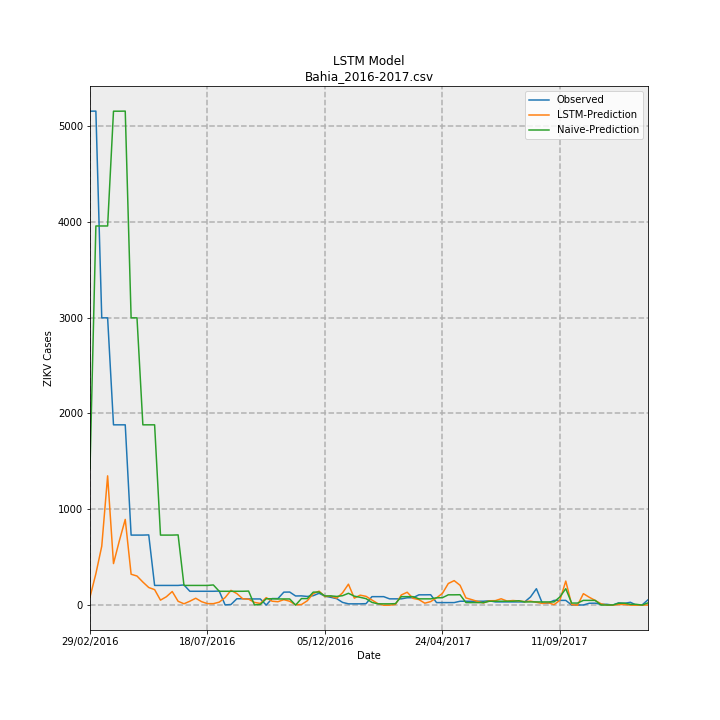 LSTM Model
Bahia_2016-2017.csv
Observed
LSTM-Prediction
Naive-Prediction
5000
4000
3000
2000
1000
0
ZIKV Cases
29/02/2016 18/07/2016 05/12/2016 24/04/2017 11/09/2017
Date